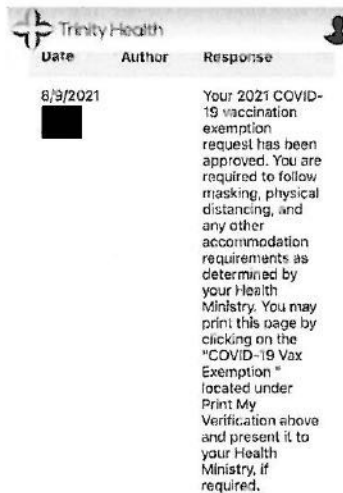 Trinity Health
Date Author Response
8/9/2021 Your 2021 COVID-
19 vaccination
exemption
request has been
approved. You are
required to follow
masking, physical
distancing, and
any other
accommodation
requirements as
determined by
your Health
Ministry. You may
print this page by
clicking on the
"COVID-19 Vax
Exemption "
located under
Print My
Verification above
and present it to
your Health
Ministry, if
required.